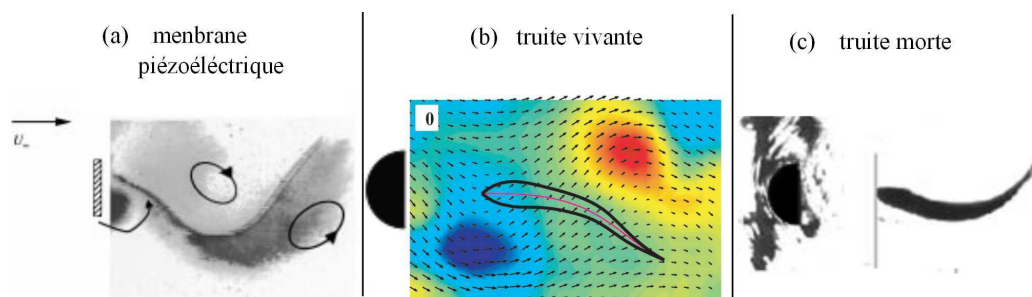 (a) menbrane
piézoéléctrique
(b) truite vivante
(c) truite morte
0
U∞